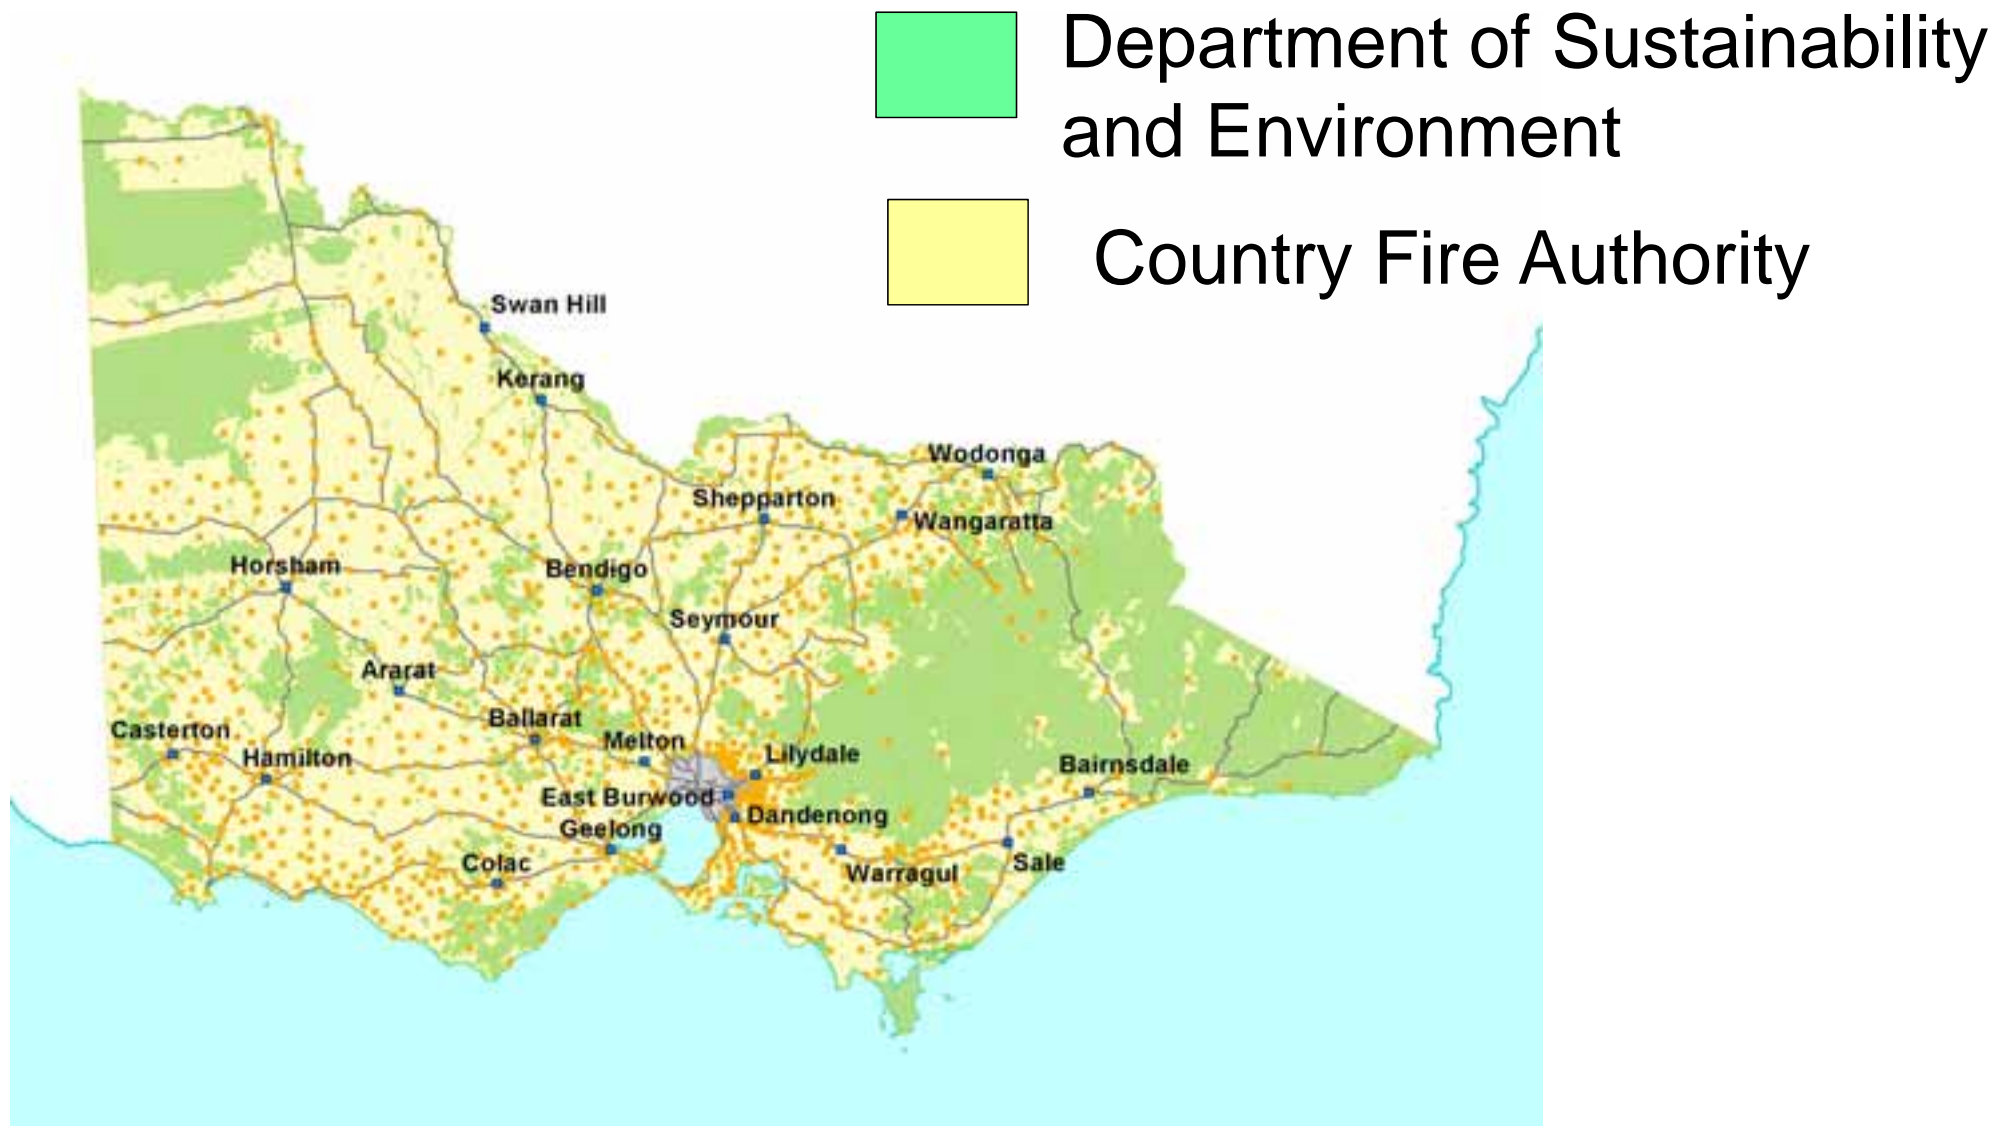 Department of Sustainability
and Environment
Country Fire Authority
Swan Hill
Kerang
Wodonga
Shepparton
Wangaratta
Horsham
Bendigo
Seymour
Ararat
Ballarat
Casterton
Melton
Hamilton
Lilydale
Bairnsdale
East Burwood
Dandenong
Geelong
Colac
Warragul
Sale